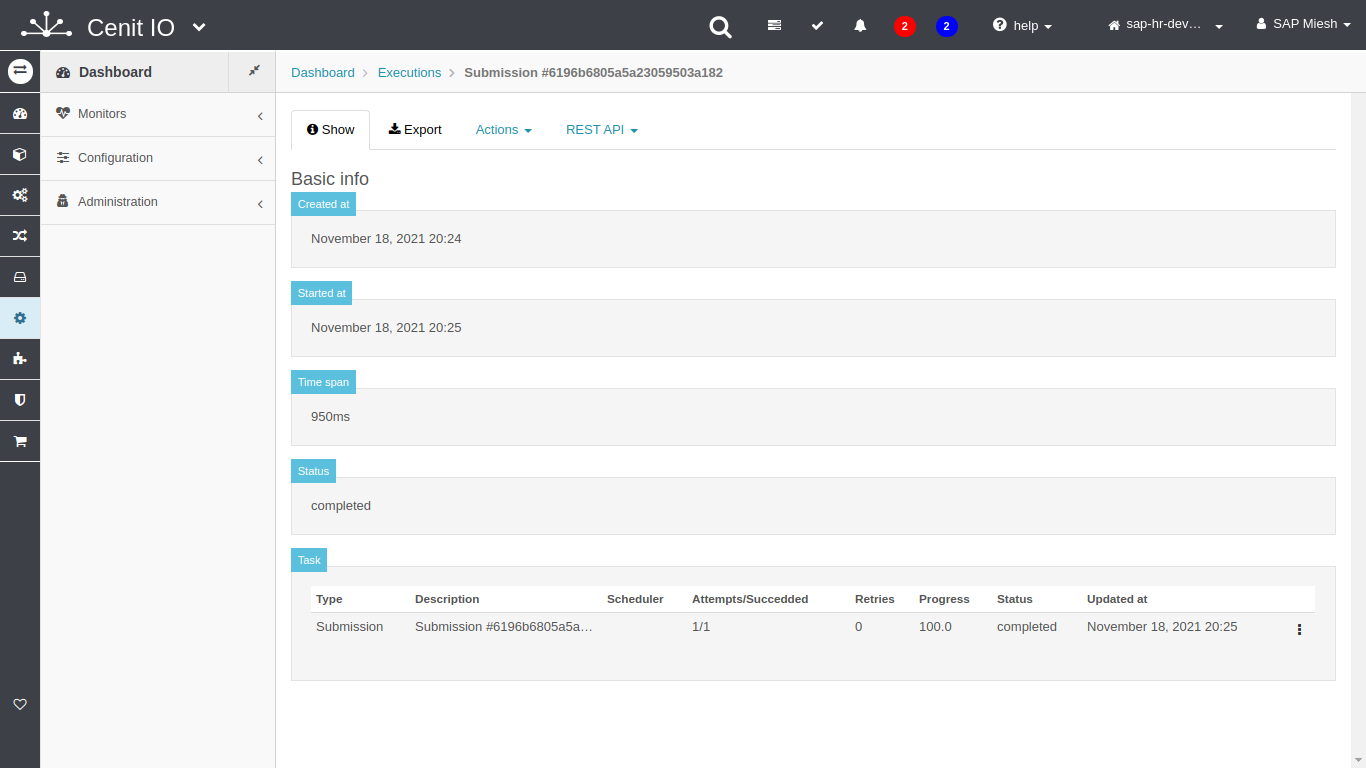 Cenit IO
2
2
help
sap-hr-dev…
SAP Miesh
Dashboard
Dashboard
Executions
Submission #6196b6805a5a23059503a182
Monitors
Configuration
Administration
Show
Export
Actions
REST API
Basic info
Created at
November 18, 2021 20:24
Started at
November 18, 2021 20:25
Time span
950ms
Status
completed
Task
Type Description Scheduler Attempts/Succedded Retries Progress Status Updated at
Submission Submission #6196b6805a5a… 1/1 0 100.0 completed November 18, 2021 20:25